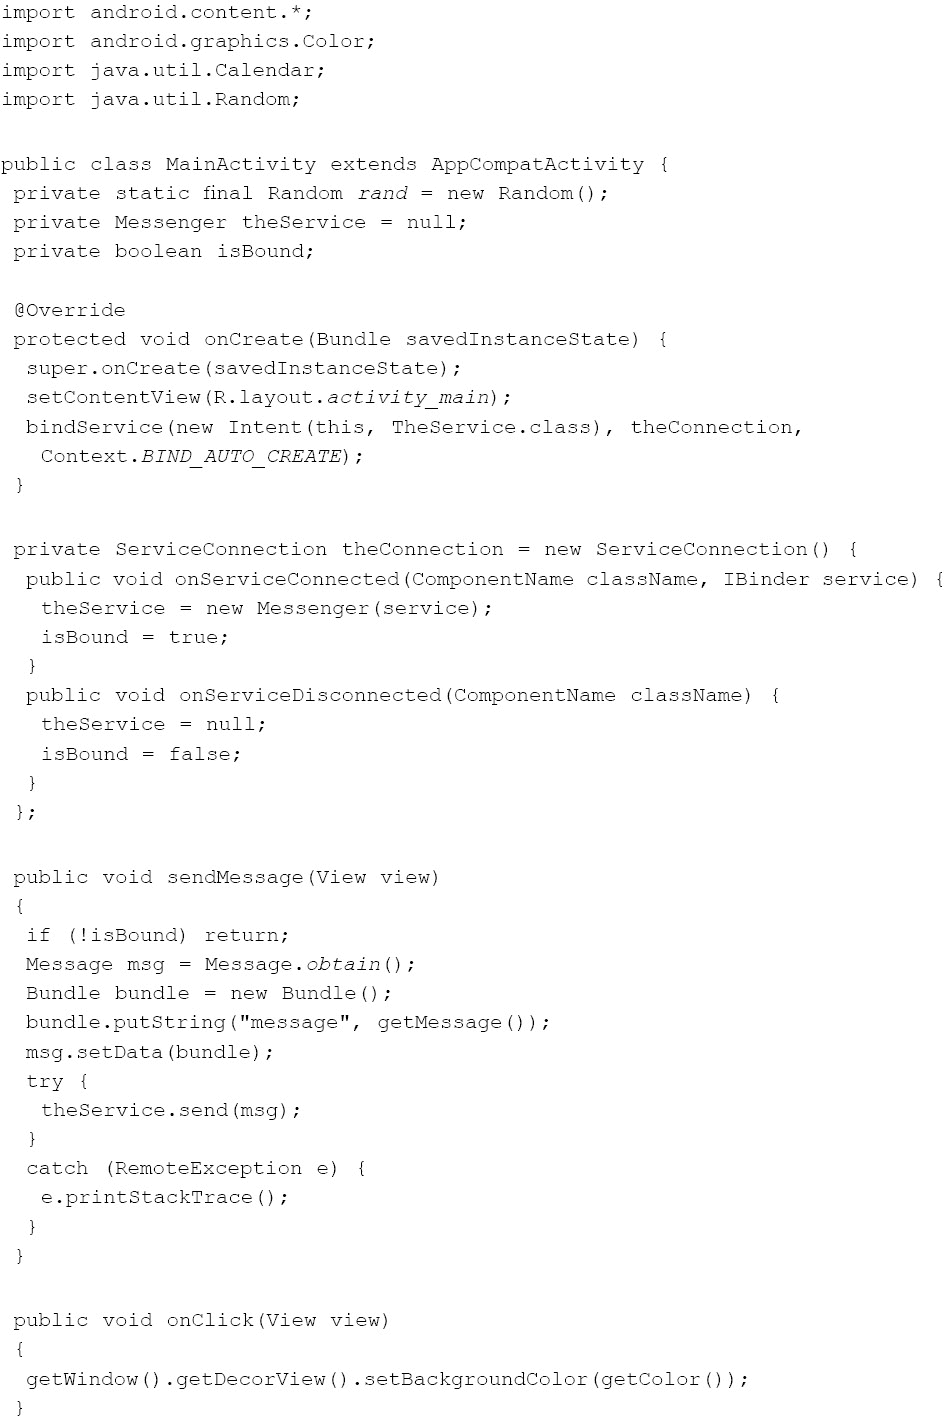 import android.content.*;
import android.graphics.Color;
import java.util.Calendar;
import java.util.Random;

public class MainActivity extends AppCompatActivity {
 private static final Random rand = new Random();
 private Messenger theService = null;
 private boolean isBound;

 @Override
 protected void onCreate(Bundle savedInstanceState) {
  super.onCreate(savedInstanceState);
  setContentView(R.layout.activity_main);
  bindService(new Intent(this, TheService.class), theConnection,
   Context.BIND_AUTO_CREATE);
 }

 private ServiceConnection theConnection = new ServiceConnection() {
  public void onServiceConnected(ComponentName className, IBinder service) {
   theService = new Messenger(service);
   isBound = true;
  }
  public void onServiceDisconnected(ComponentName className) {
   theService = null;
   isBound = false;
  }
 };

 public void sendMessage(View view)
 {
  if (!isBound) return;
  Message msg = Message.obtain();
  Bundle bundle = new Bundle();
  bundle.putString("message", getMessage());
  msg.setData(bundle);
  try {
   theService.send(msg);
  }
  catch (RemoteException e) {
   e.printStackTrace();
  }
 }

 public void onClick(View view)
 {
  getWindow().getDecorView().setBackgroundColor(getColor());
 }